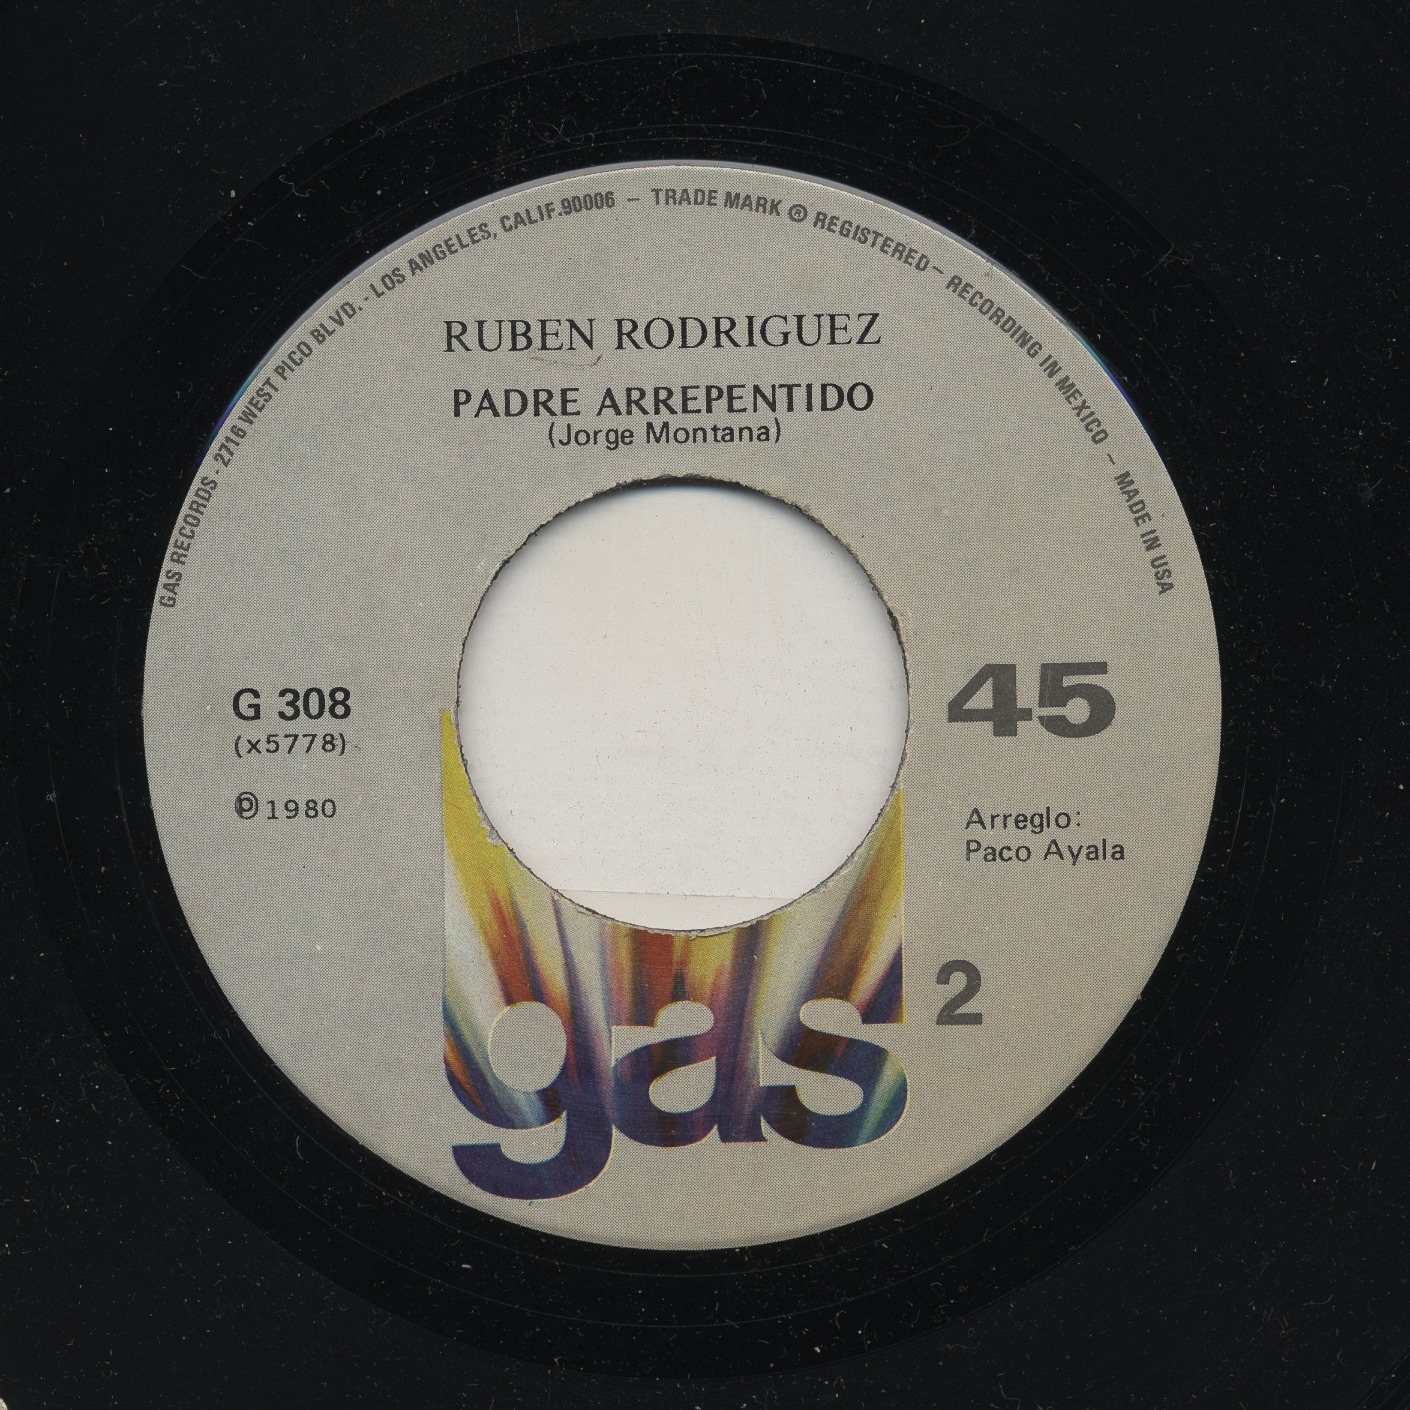 GAS RECORDS - 2716 WEST PICO BLVD. - LOS ANGELES, CALIF. 90006 – TRADE MARK ® REGISTERED – RECORDING IN MEXICO – MADE IN USA
RUBEN RODRIGUEZ
PADRE ARREPENTIDO
(Jorge Montana)
G 308
(x5778)
℗1980
45
Arreglo:
Paco Ayala
2
gas